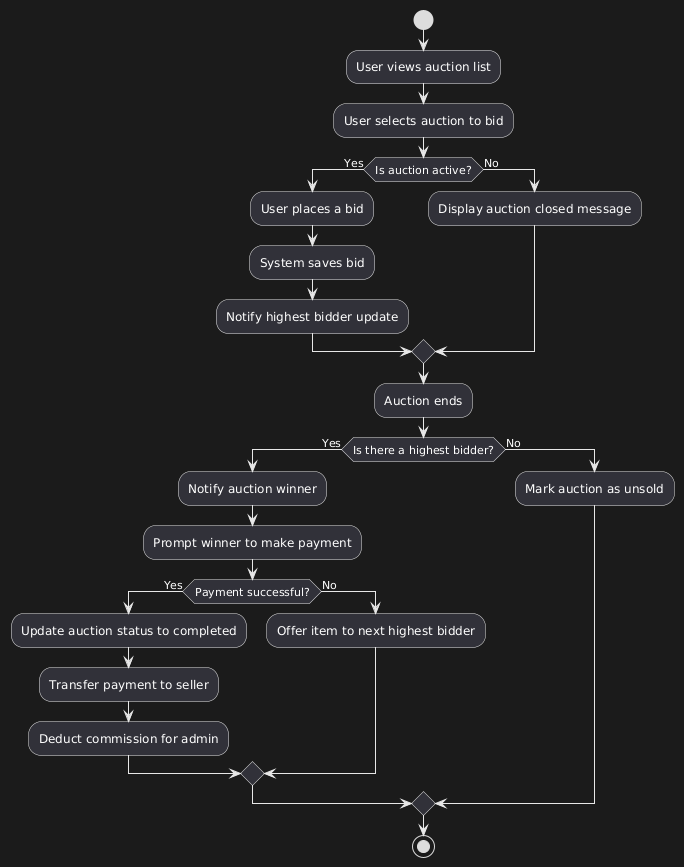 User views auction list
User selects auction to bid
Yes
Is auction active?
No
User places a bid
Display auction closed message
System saves bid
Notify highest bidder update
Auction ends
Yes
Is there a highest bidder?
No
Notify auction winner
Mark auction as unsold
Prompt winner to make payment
Yes
Payment successful?
No
Update auction status to completed
Offer item to next highest bidder
Transfer payment to seller
Deduct commission for admin